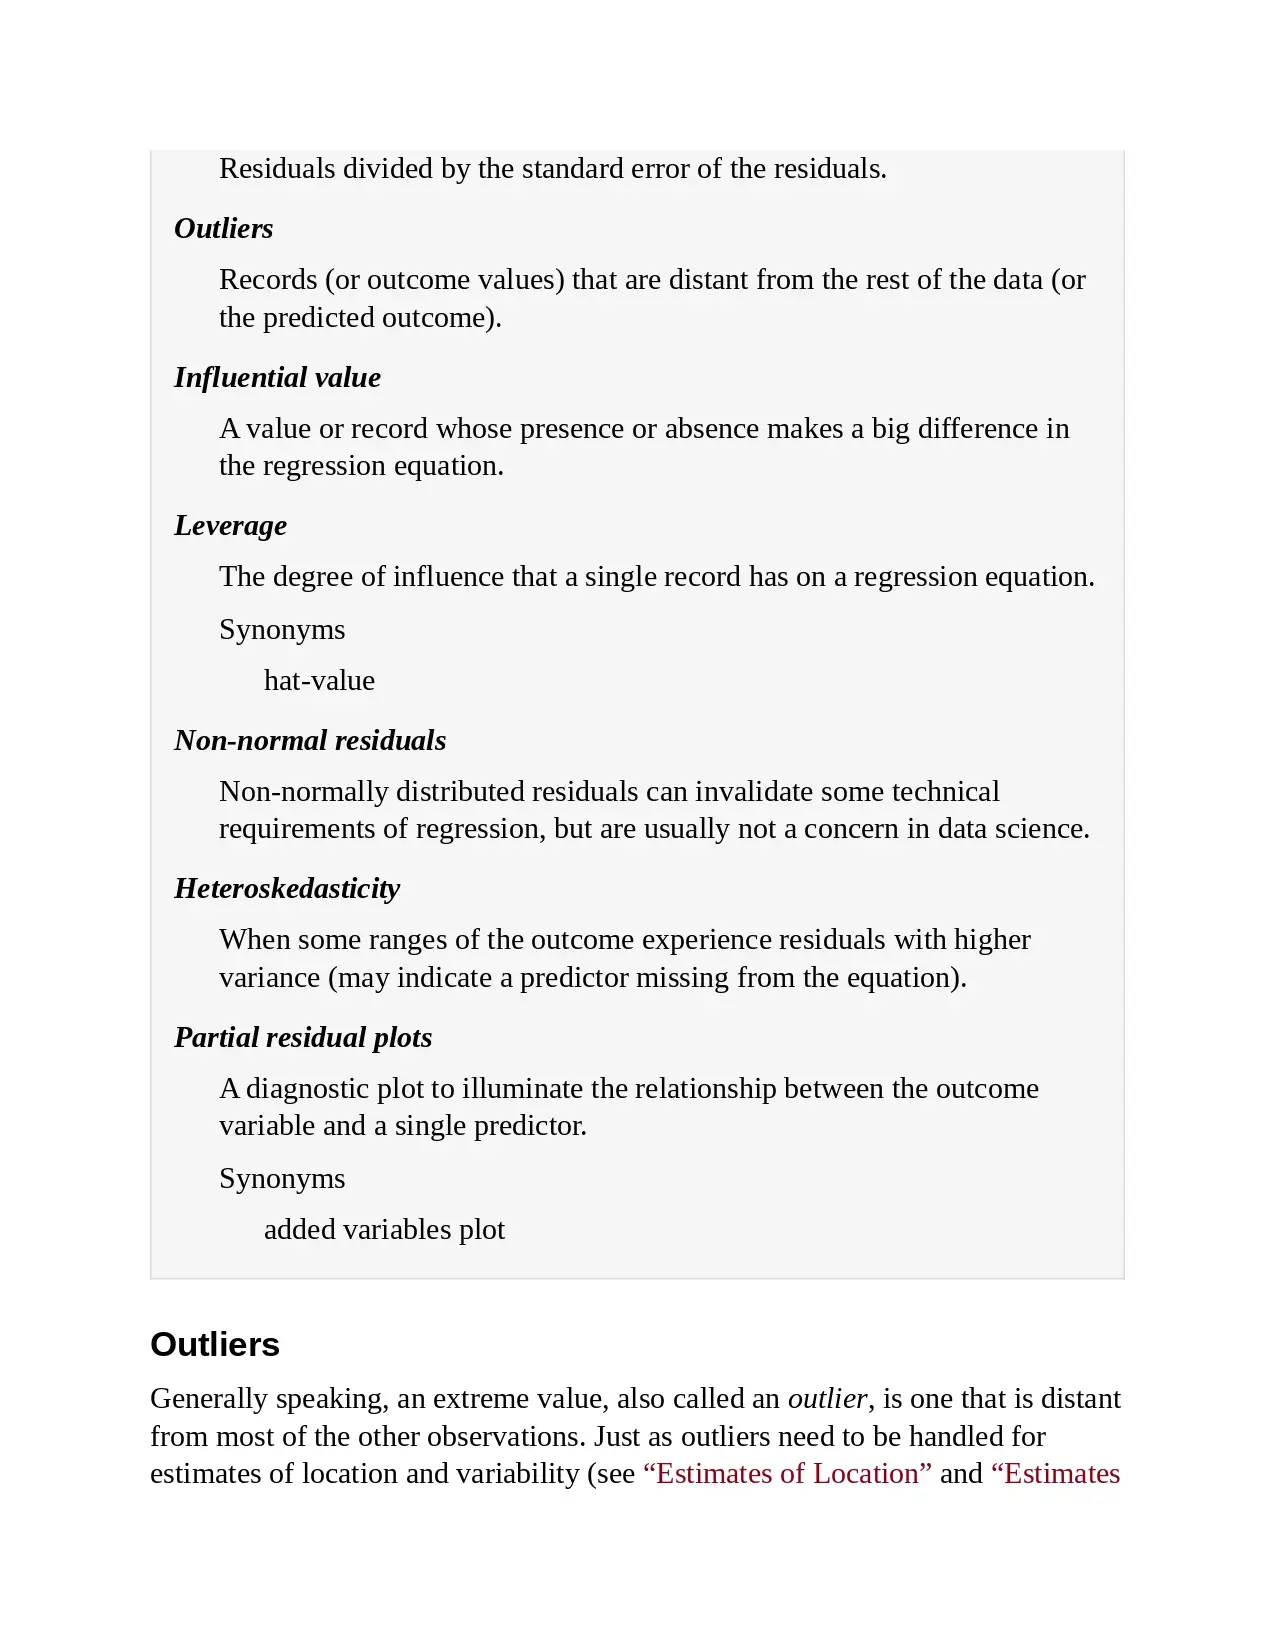 Residuals divided by the standard error of the residuals.
Outliers
Records (or outcome values) that are distant from the rest of the data (or
the predicted outcome).
Influential value
A value or record whose presence or absence makes a big difference in
the regression equation.
Leverage
The degree of influence that a single record has on a regression equation.
Synonyms
hat-value
Non-normal residuals
Non-normally distributed residuals can invalidate some technical
requirements of regression, but are usually not a concern in data science.
Heteroskedasticity
When some ranges of the outcome experience residuals with higher
variance (may indicate a predictor missing from the equation).
Partial residual plots
A diagnostic plot to illuminate the relationship between the outcome
variable and a single predictor.
Synonyms
added variables plot
Outliers
Generally speaking, an extreme value, also called an outlier, is one that is distant
from most of the other observations. Just as outliers need to be handled for
estimates of location and variability (see “Estimates of Location” and “Estimates